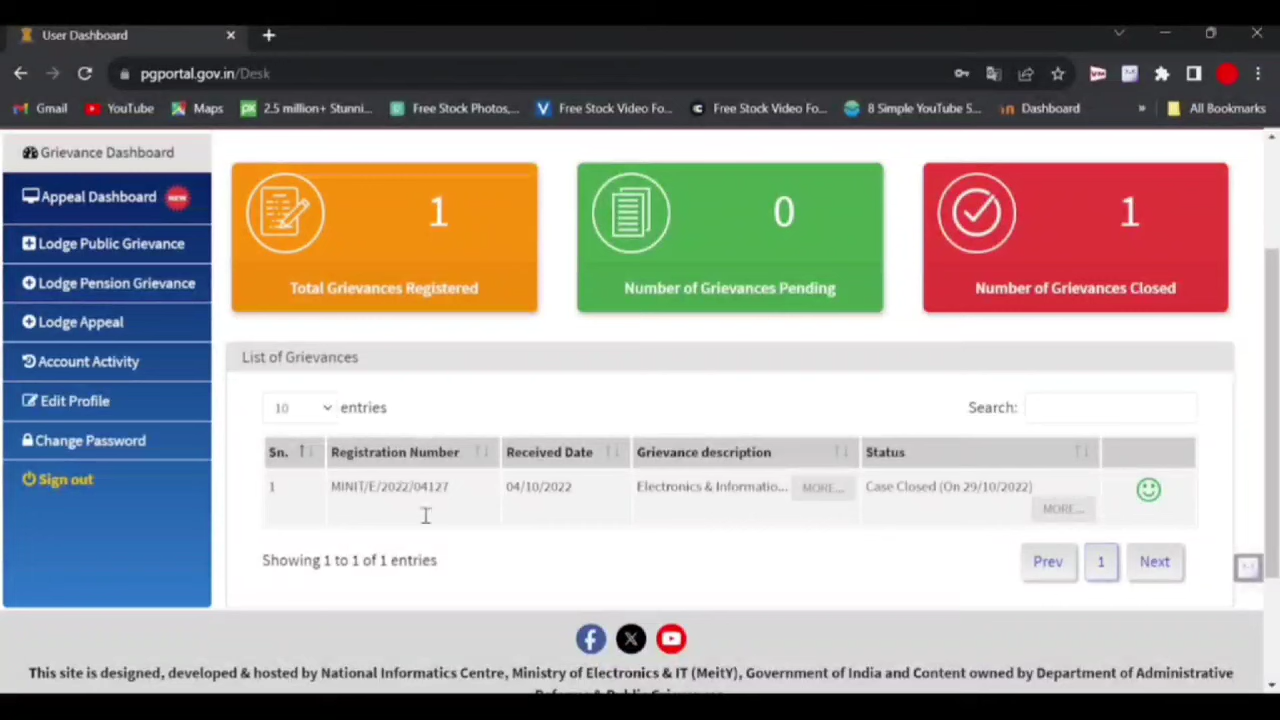 User Dashboard
pgportal.gov.in/Desk
Gmail YouTube Maps 2.5 million+ Stunni... Free Stock Photos,... Free Stock Video Fo... Free Stock Video Fo... 8 Simple YouTube S... Dashboard » All Bookmarks
Grievance Dashboard
Appeal Dashboard NEW
Lodge Public Grievance
Lodge Pension Grievance
Lodge Appeal
Account Activity
Edit Profile
Change Password
Sign out
1
Total Grievances Registered
0
Number of Grievances Pending
1
Number of Grievances Closed
List of Grievances
10 entries
Search:
Sn. Registration Number Received Date Grievance description Status
1 MINIT/E/2022/04127 04/10/2022 Electronics & Informatio... MORE... Case Closed (On 29/10/2022)
MORE...
Showing 1 to 1 of 1 entries
Prev 1 Next
This site is designed, developed & hosted by National Informatics Centre, Ministry of Electronics & IT (MeitY), Government of India and Content owned by Department of Administrative
Reforms & Public Grievances